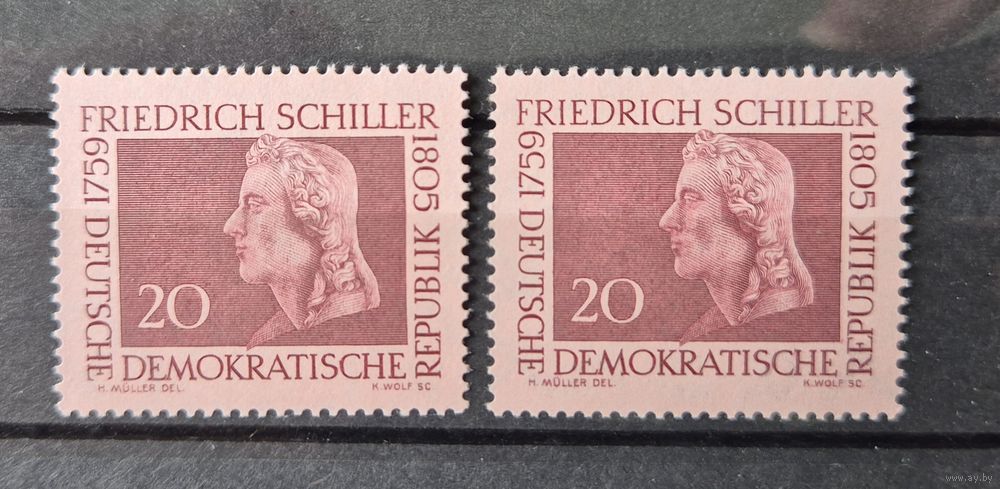 FRIEDRICH SCHILLER
1759
1805
DEUTSCHE
DEMOKRATISCHE
REPUBLIK
20
H. MÜLLER DEL.
K. WOLF SC.
FRIEDRICH SCHILLER
1759
1805
DEUTSCHE
DEMOKRATISCHE
REPUBLIK
20
H. MÜLLER DEL.
K. WOLF SC.
www.ay.by